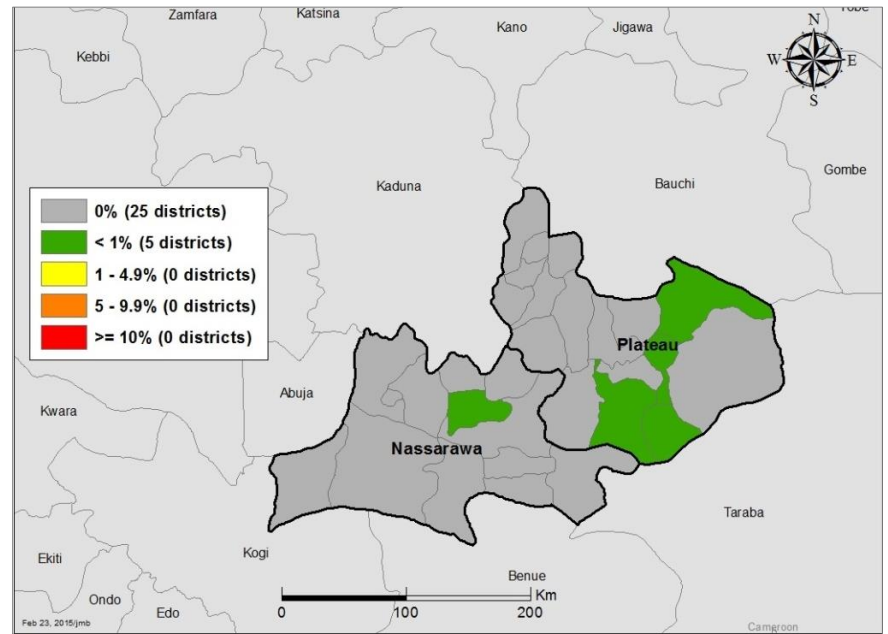 Zamfara
Katsina
Kano
Jigawa
Yobe
Kebbi
N
W E
S
Gombe
Kaduna
Bauchi
0% (25 districts)
< 1% (5 districts)
1 - 4.9% (0 districts)
5 - 9.9% (0 districts)
>= 10% (0 districts)
Plateau
Abuja
Kwara
Nassarawa
Taraba
Ekiti
Kogi
Benue
Km
0 100 200
Ondo
Edo
Feb 23, 2015/jmb
Cameroon